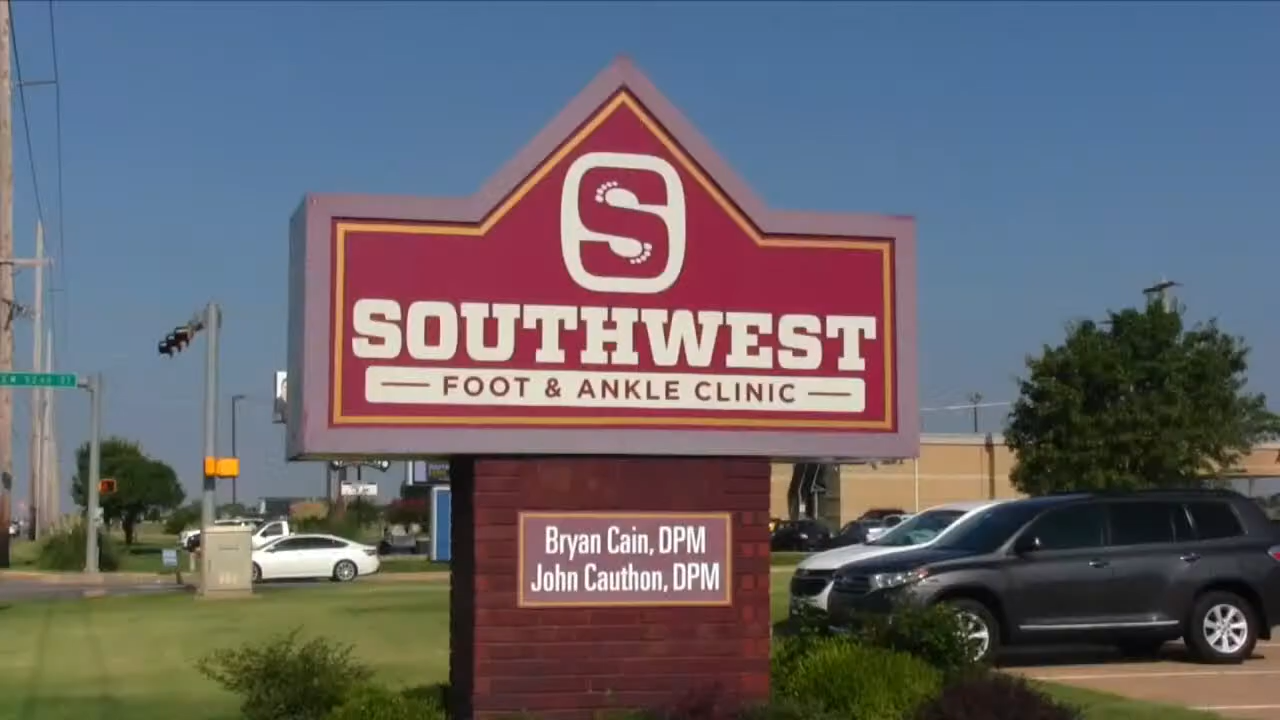 S
SOUTHWEST
FOOT & ANKLE CLINIC
Bryan Cain, DPM
John Cauthon, DPM